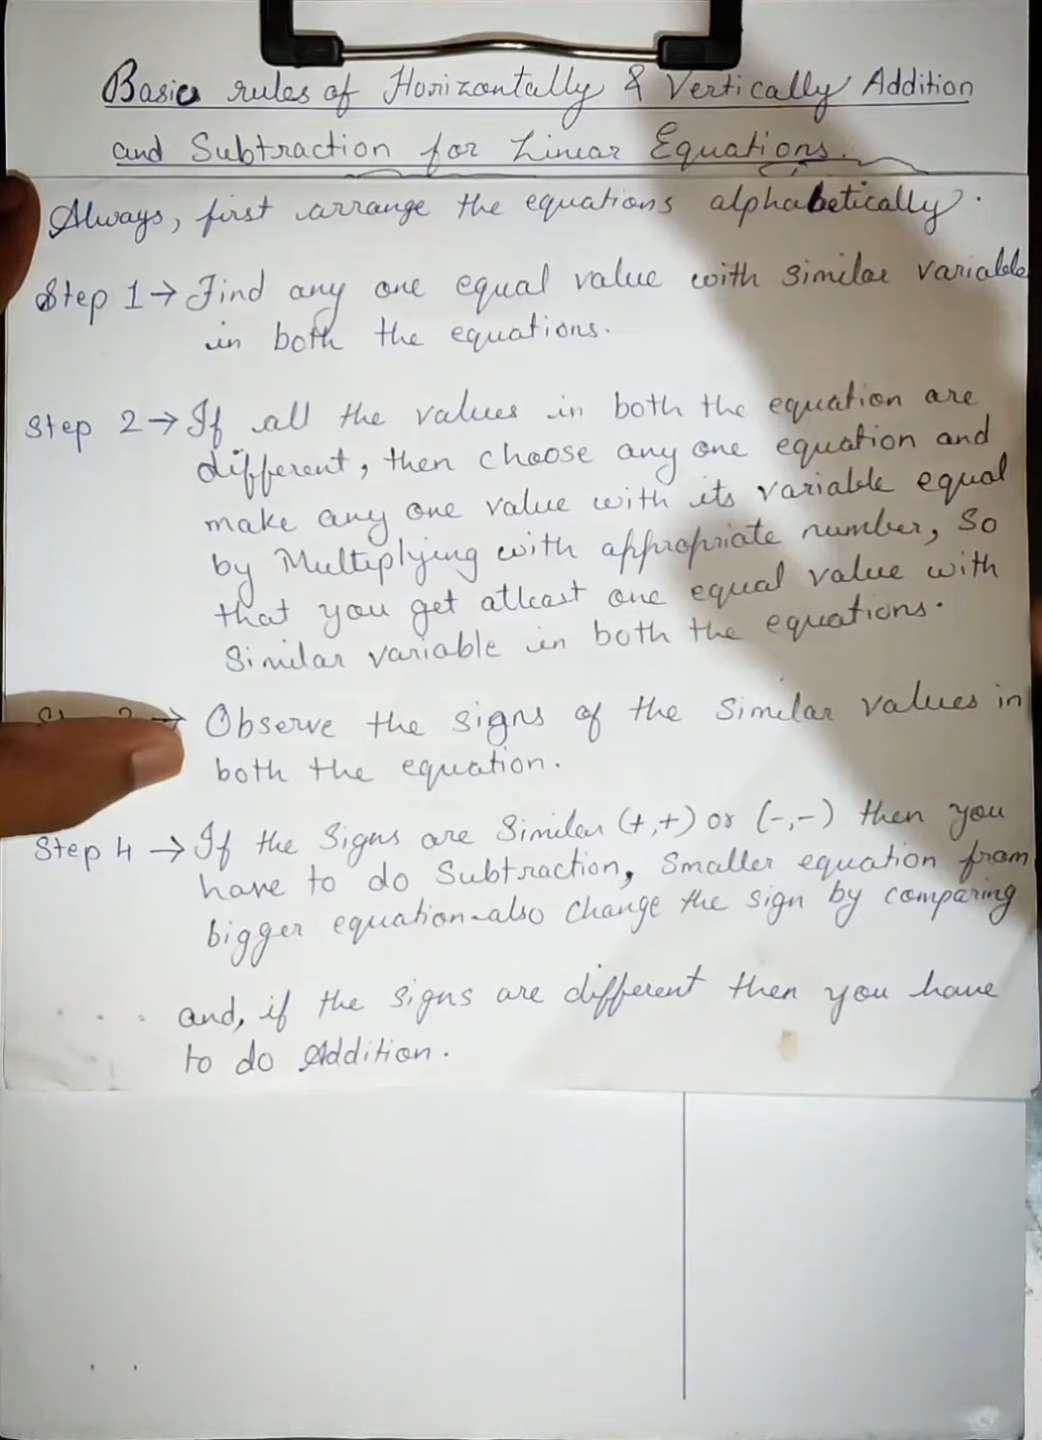 Basic rules of Horizontally & Vertically Addition
and Subtraction for Linear Equations.
Always, first arrange the equations alphabetically.
Step 1 → Find any one equal value with similar variable
in both the equations.
Step 2 → If all the values in both the equation are
different, then choose any one equation and
make any one value with its variable equal
by Multiplying with appropriate number, So
that you get atleast one equal value with
Similar variable in both the equations.
→ Observe the signs of the similar values in
both the equation.
Step 4 → If the Signs are Similar (+,+) or (-,-) then you
have to do Subtraction, Smaller equation from
bigger equation-also change the sign by comparing
and, if the signs are different then you have
to do Addition.